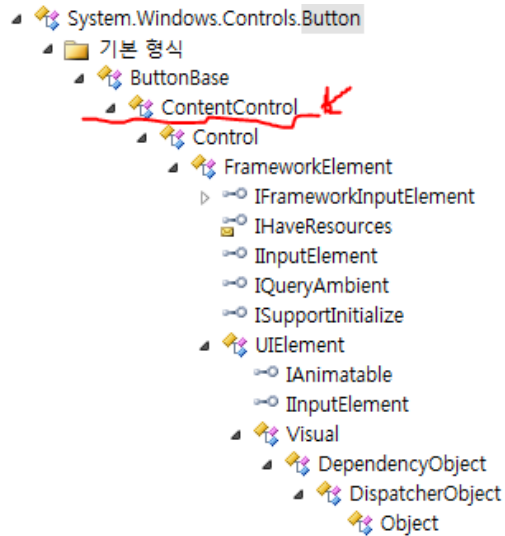 System.Windows.Controls.Button
기본 형식
ButtonBase
ContentControl
Control
FrameworkElement
IFrameworkInputElement
IHaveResources
IInputElement
IQueryAmbient
ISupportInitialize
UIElement
IAnimatable
IInputElement
Visual
DependencyObject
DispatcherObject
Object